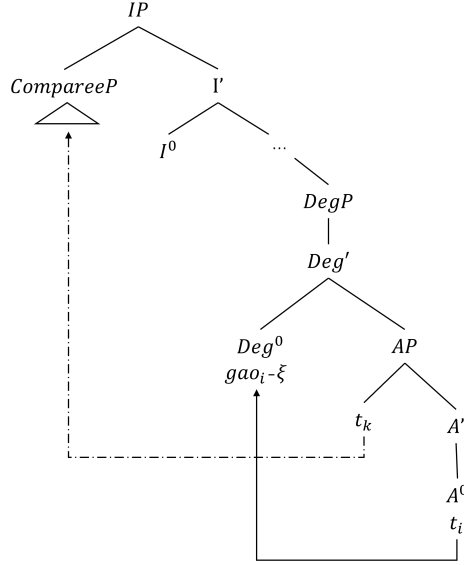 IP
CompareeP
I'
I⁰
...
DegP
Deg′
Deg⁰
AP
gaoᵢ-ξ
tₖ
A'
A⁰
tᵢ